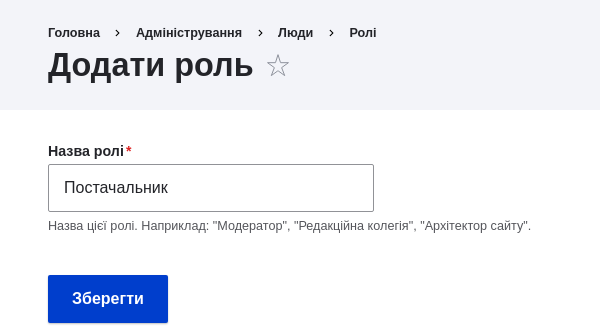 Головна › Адміністрування › Люди › Ролі
Додати роль ☆
Назва ролі*
Постачальник
Назва цієї ролі. Наприклад: "Модератор", "Редакційна колегія", "Архітектор сайту".
Зберегти